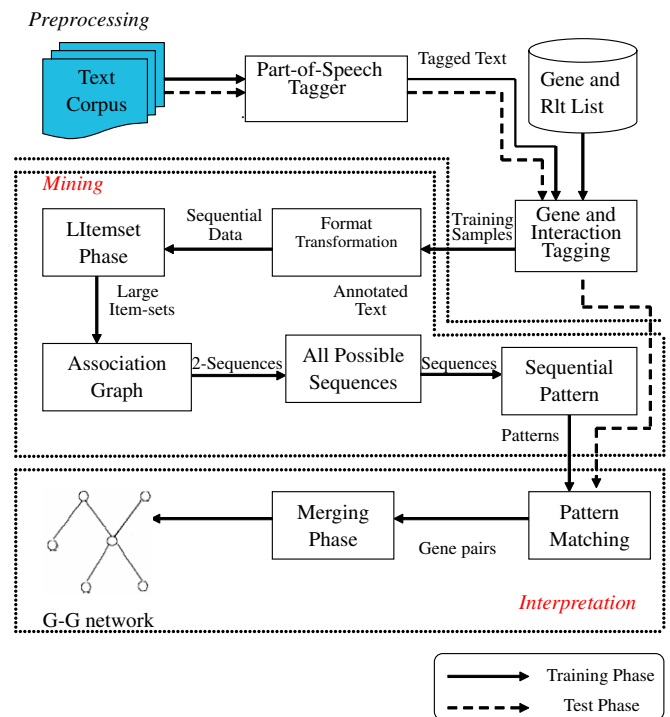 Preprocessing
Text
Corpus
Part-of-Speech
Tagger
.
Tagged Text
Gene and
Rlt List
Mining
LItemset
Phase
Sequential
Data
Format
Transformation
Training
Samples
Gene and
Interaction
Tagging
Large
Item-sets
Annotated
Text
Association
Graph
2-Sequences
All Possible
Sequences
Sequences
Sequential
Pattern
Patterns
Merging
Phase
Gene pairs
Pattern
Matching
G-G network
Interpretation
Training Phase
Test Phase